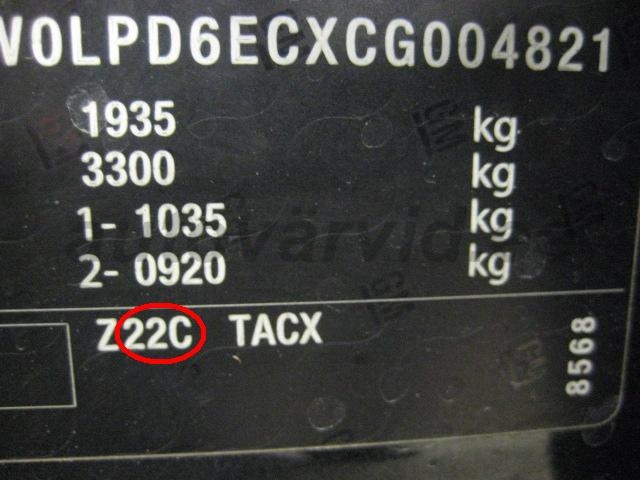 W0LPD6ECXCG004821
1935 kg
3300 kg
1- 1035 kg
2- 0920 kg
Z22C TACX
8568